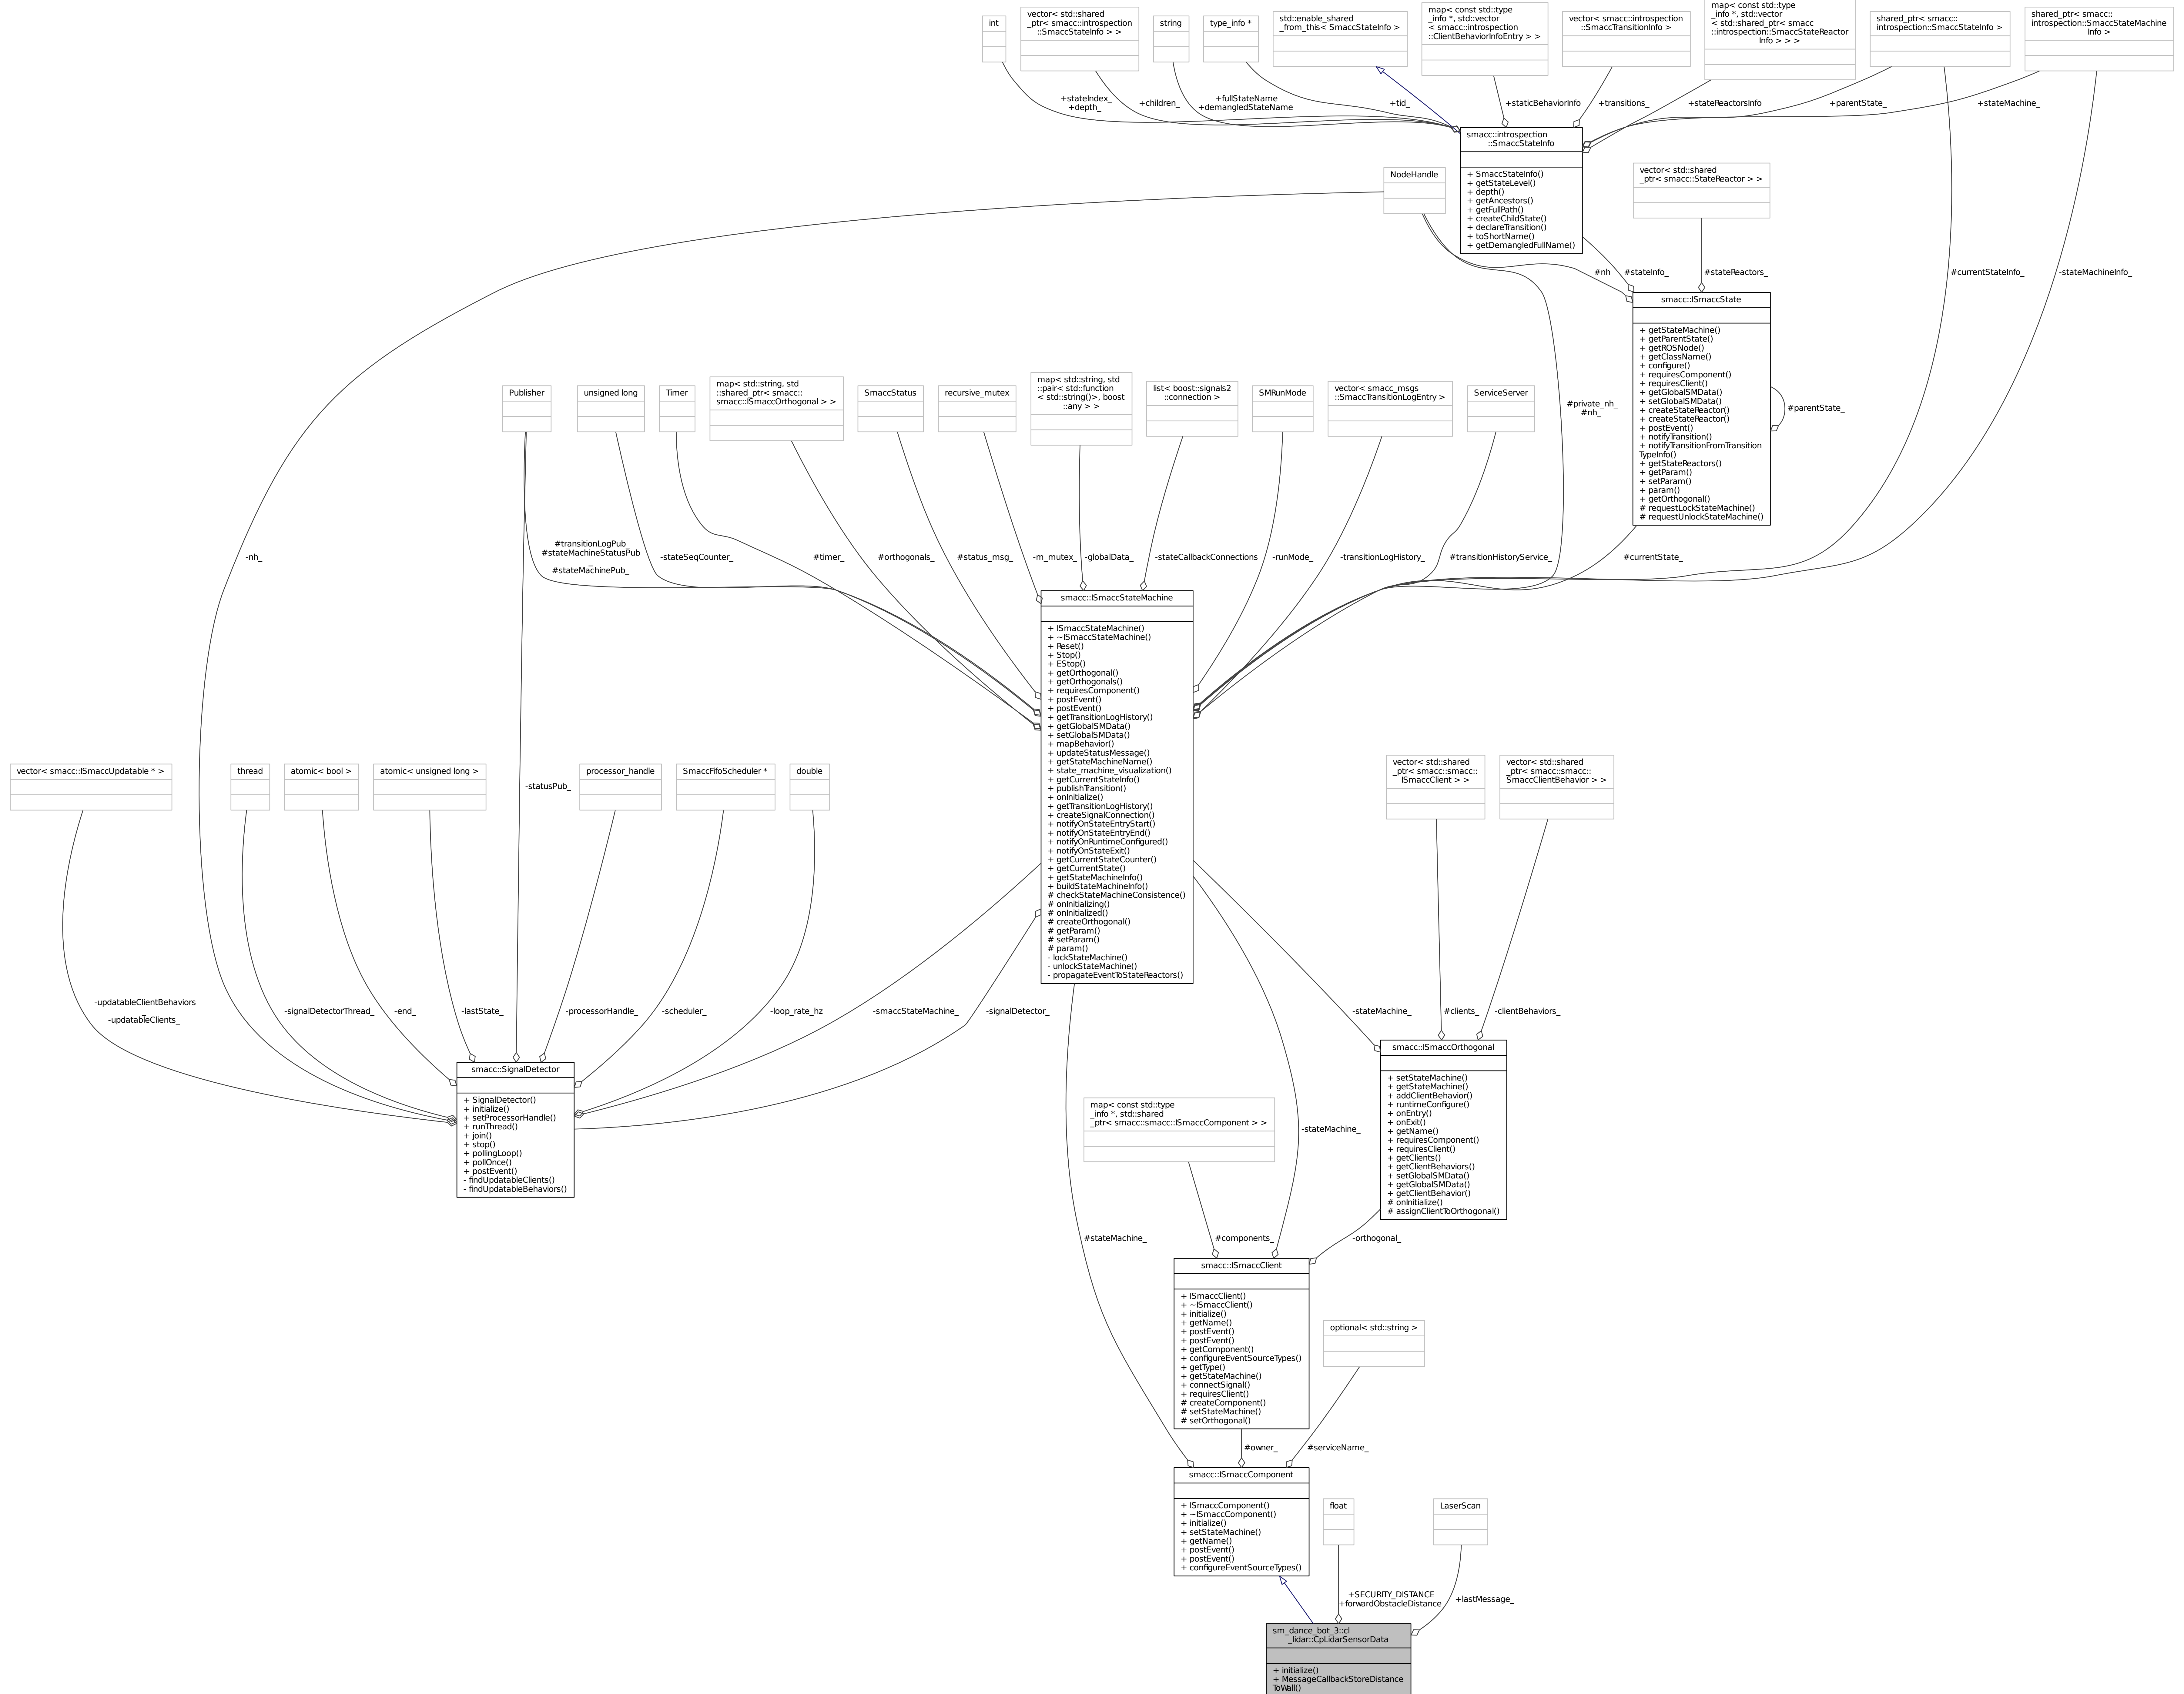 int
vector< std::shared
_ptr< smacc::introspection
::SmaccStateInfo > >
string
type_info *
std::enable_shared
_from_this< SmaccStateInfo >
map< const std::type
_info *, std::vector
< smacc::introspection
::ClientBehaviorInfoEntry > >
vector< smacc::introspection
::SmaccTransitionInfo >
map< const std::type
_info *, std::vector
< std::shared_ptr< smacc
::introspection::SmaccStateReactor
Info > > >
shared_ptr< smacc::
introspection::SmaccStateInfo >
shared_ptr< smacc::
introspection::SmaccStateMachine
Info >
+stateIndex_
+depth_
+children_
+fullStateName
+demangledStateName
+tid_
+staticBehaviorInfo
+transitions_
+stateReactorsInfo
+parentState_
+stateMachine_
smacc::introspection
::SmaccStateInfo
+ SmaccStateInfo()
+ getStateLevel()
+ depth()
+ getAncestors()
+ getFullPath()
+ createChildState()
+ declareTransition()
+ toShortName()
+ getDemangledFullName()
NodeHandle
vector< std::shared
_ptr< smacc::StateReactor > >
#nh
#stateInfo_
#stateReactors_
#currentStateInfo_
-stateMachineInfo_
smacc::ISmaccState
+ getStateMachine()
+ getParentState()
+ getROSNode()
+ getClassName()
+ configure()
+ requiresComponent()
+ requiresClient()
+ getGlobalSMData()
+ setGlobalSMData()
+ createStateReactor()
+ createStateReactor()
+ postEvent()
+ notifyTransition()
+ notifyTransitionFromTransition
TypeInfo()
+ getStateReactors()
+ getParam()
+ setParam()
+ param()
+ getOrthogonal()
# requestLockStateMachine()
# requestUnlockStateMachine()
#parentState_
Publisher
unsigned long
Timer
map< std::string, std
::shared_ptr< smacc::
smacc::ISmaccOrthogonal > >
SmaccStatus
recursive_mutex
map< std::string, std
::pair< std::function
< std::string()>, boost
::any > >
list< boost::signals2
::connection >
SMRunMode
vector< smacc_msgs
::SmaccTransitionLogEntry >
ServiceServer
#private_nh_
#nh_
-nh_
#transitionLogPub_
#stateMachineStatusPub
_
#stateMachinePub_
-stateSeqCounter_
#timer_
#orthogonals_
#status_msg_
-m_mutex_
-globalData_
-stateCallbackConnections
-runMode_
-transitionLogHistory_
#transitionHistoryService_
#currentState_
smacc::ISmaccStateMachine
+ ISmaccStateMachine()
+ ~ISmaccStateMachine()
+ Reset()
+ Stop()
+ EStop()
+ getOrthogonal()
+ getOrthogonals()
+ requiresComponent()
+ postEvent()
+ postEvent()
+ getTransitionLogHistory()
+ getGlobalSMData()
+ setGlobalSMData()
+ mapBehavior()
+ updateStatusMessage()
+ getStateMachineName()
+ state_machine_visualization()
+ getCurrentStateInfo()
+ publishTransition()
+ onInitialize()
+ getTransitionLogHistory()
+ createSignalConnection()
+ notifyOnStateEntryStart()
+ notifyOnStateEntryEnd()
+ notifyOnRuntimeConfigured()
+ notifyOnStateExit()
+ getCurrentStateCounter()
+ getCurrentState()
+ getStateMachineInfo()
+ buildStateMachineInfo()
# checkStateMachineConsistence()
# onInitializing()
# onInitialized()
# createOrthogonal()
# getParam()
# setParam()
# param()
- lockStateMachine()
- unlockStateMachine()
- propagateEventToStateReactors()
vector< smacc::ISmaccUpdatable * >
thread
atomic< bool >
atomic< unsigned long >
-statusPub_
processor_handle
SmaccFifoScheduler *
double
vector< std::shared
_ptr< smacc::smacc::
ISmaccClient > >
vector< std::shared
_ptr< smacc::smacc::
SmaccClientBehavior > >
-updatableClientBehaviors
_
-updatableClients_
-signalDetectorThread_
-end_
-lastState_
-processorHandle_
-scheduler_
-loop_rate_hz
-smaccStateMachine_
-signalDetector_
-stateMachine_
#clients_
-clientBehaviors_
smacc::SignalDetector
+ SignalDetector()
+ initialize()
+ setProcessorHandle()
+ runThread()
+ join()
+ stop()
+ pollingLoop()
+ pollOnce()
+ postEvent()
- findUpdatableClients()
- findUpdatableBehaviors()
smacc::ISmaccOrthogonal
+ setStateMachine()
+ getStateMachine()
+ addClientBehavior()
+ runtimeConfigure()
+ onEntry()
+ onExit()
+ getName()
+ requiresComponent()
+ requiresClient()
+ getClients()
+ getClientBehaviors()
+ setGlobalSMData()
+ getGlobalSMData()
+ getClientBehavior()
# onInitialize()
# assignClientToOrthogonal()
map< const std::type
_info *, std::shared
_ptr< smacc::smacc::ISmaccComponent > >
-stateMachine_
#stateMachine_
#components_
-orthogonal_
smacc::ISmaccClient
+ ISmaccClient()
+ ~ISmaccClient()
+ initialize()
+ getName()
+ postEvent()
+ postEvent()
+ getComponent()
+ configureEventSourceTypes()
+ getType()
+ getStateMachine()
+ connectSignal()
+ requiresClient()
# createComponent()
# setStateMachine()
# setOrthogonal()
optional< std::string >
#owner_
#serviceName_
smacc::ISmaccComponent
+ ISmaccComponent()
+ ~ISmaccComponent()
+ initialize()
+ setStateMachine()
+ getName()
+ postEvent()
+ postEvent()
+ configureEventSourceTypes()
float
LaserScan
+SECURITY_DISTANCE
+forwardObstacleDistance
+lastMessage_
sm_dance_bot_3::cl
_lidar::CpLidarSensorData
+ initialize()
+ MessageCallbackStoreDistance
ToWall()